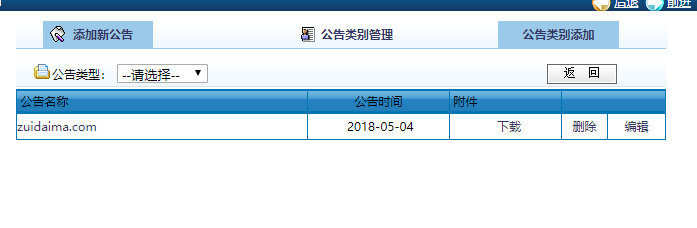 后退 前进
添加新公告 公告类别管理 公告类别添加
公告类型： --请选择-- 返 回
公告名称 公告时间 附件
zuidaima.com 2018-05-04 下载 删除 编辑